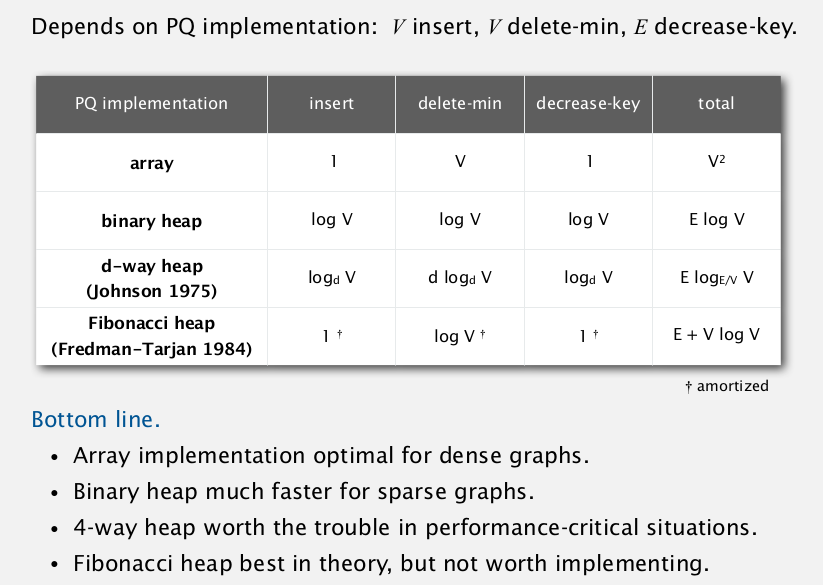 Depends on PQ implementation: V insert, V delete-min, E decrease-key.
PQ implementation insert delete-min decrease-key total
array 1 V 1 V²
binary heap log V log V log V E log V
d-way heap
(Johnson 1975) log_d V d log_d V log_d V E log_E/V V
Fibonacci heap
(Fredman-Tarjan 1984) 1 † log V † 1 † E + V log V
† amortized
Bottom line.
• Array implementation optimal for dense graphs.
• Binary heap much faster for sparse graphs.
• 4-way heap worth the trouble in performance-critical situations.
• Fibonacci heap best in theory, but not worth implementing.